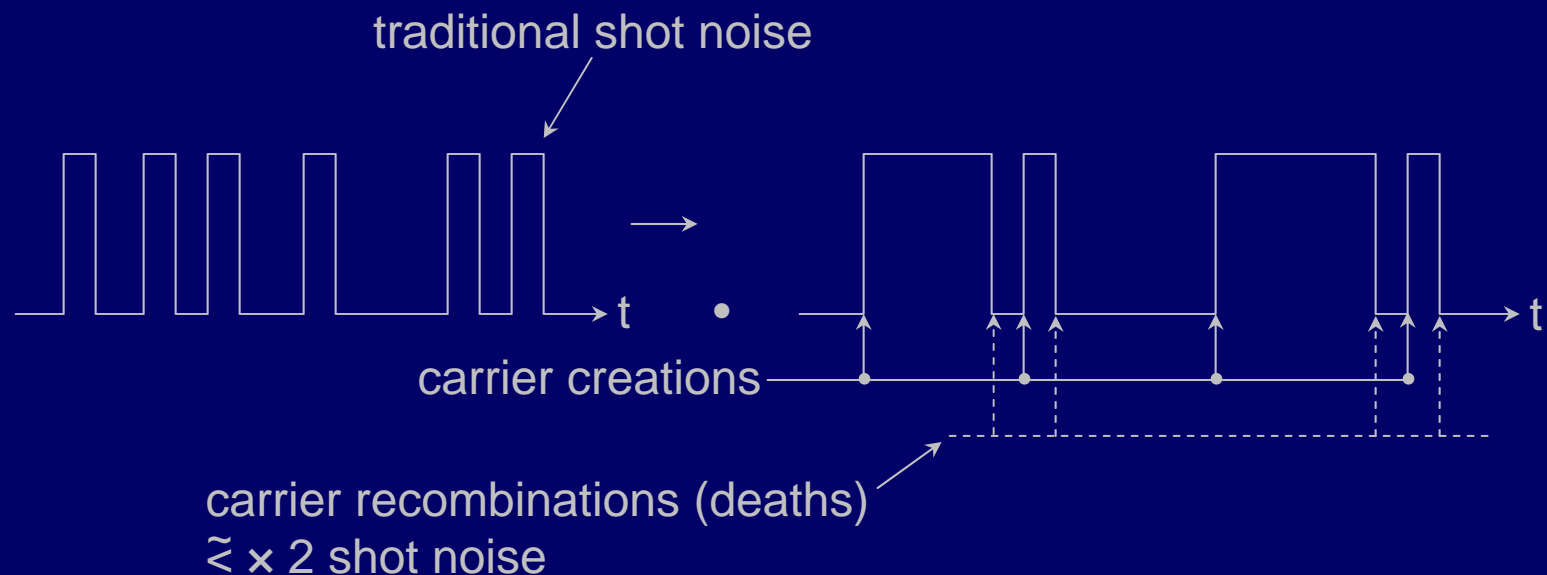 traditional shot noise
t
t
carrier creations
carrier recombinations (deaths)
≲ × 2 shot noise